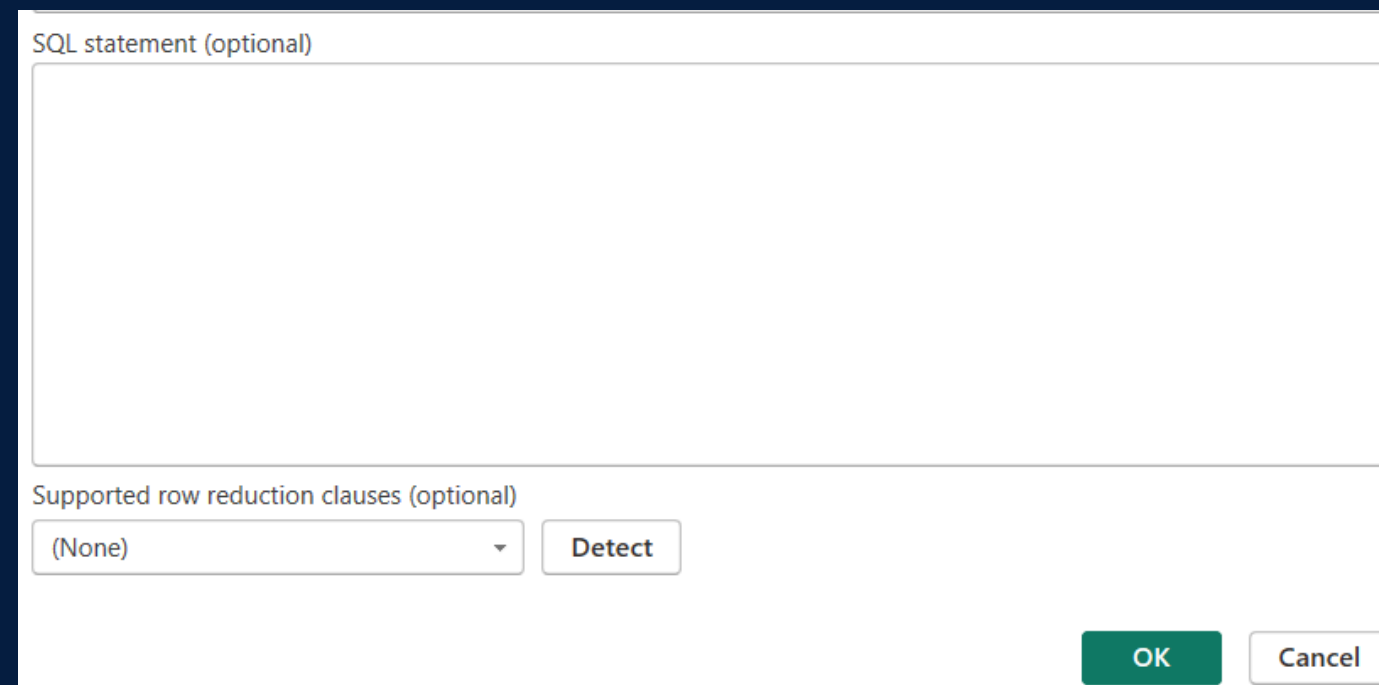 SQL statement (optional)
Supported row reduction clauses (optional)
(None) Detect
OK Cancel